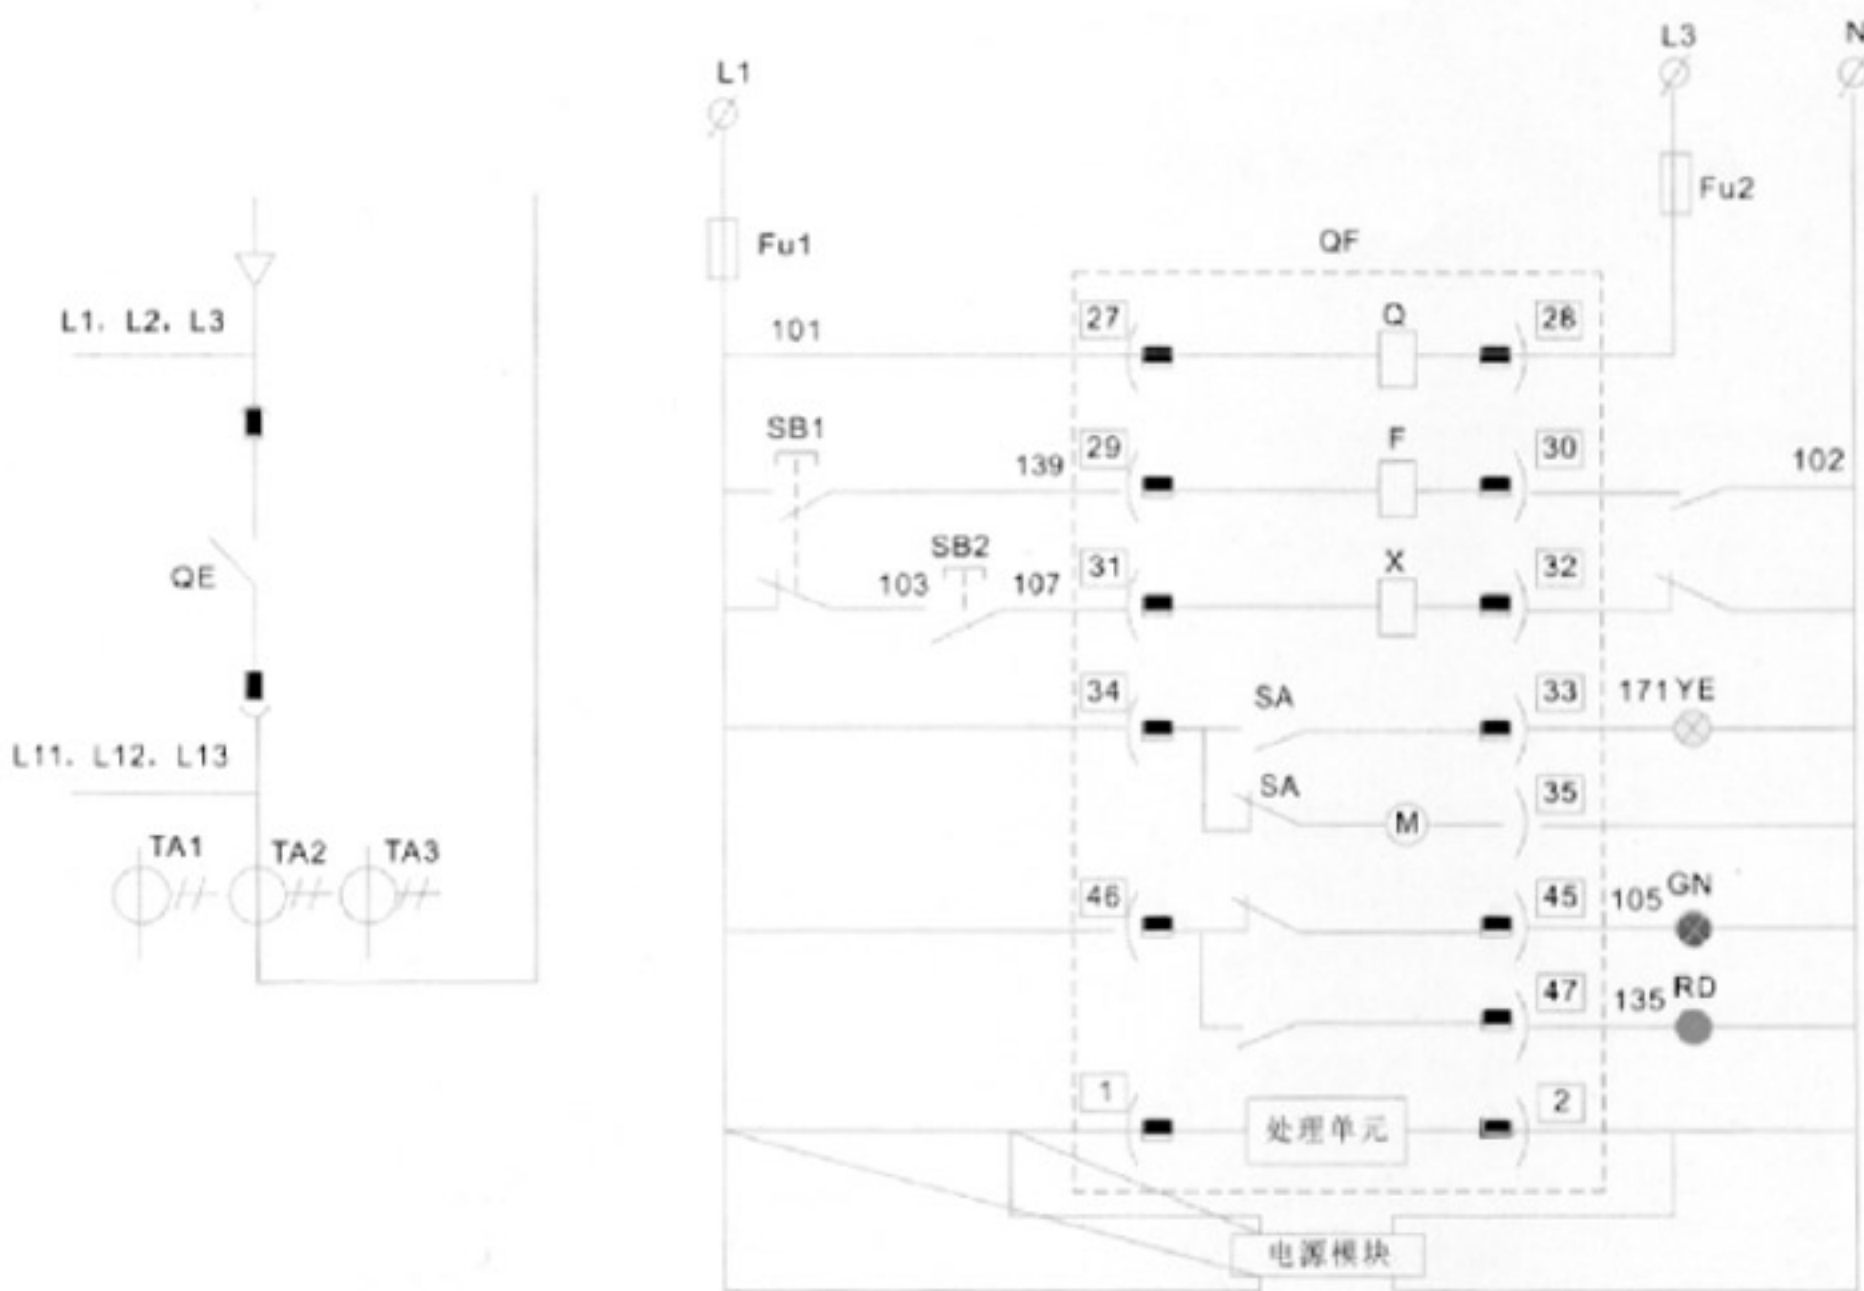 L1
L3
N
Fu1
Fu2
QF
L1. L2. L3
101
27
Q
28
SB1
139
29
F
30
102
QE
103
SB2
107
31
X
32
34
SA
33
171 YE
L11. L12. L13
SA
M
35
TA1
TA2
TA3
46
45
105 GN
47
135 RD
1
处理单元
2
电源模块